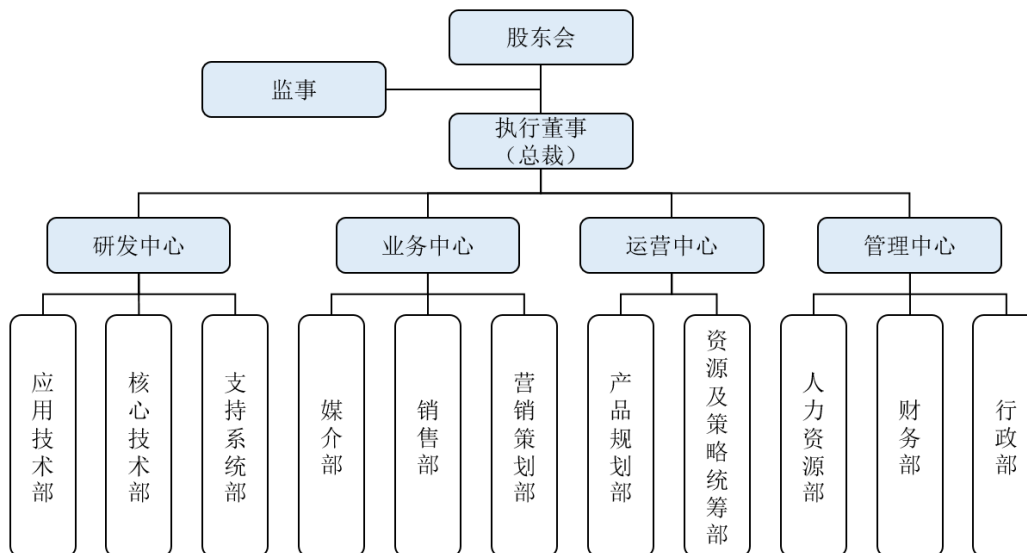 股东会
监事
执行董事
（总裁）
研发中心
业务中心
运营中心
管理中心
应用技术部
核心技术部
支持系统部
媒介部
销售部
营销策划部
产品规划部
资源及策略统筹部
人力资源部
财务部
行政部